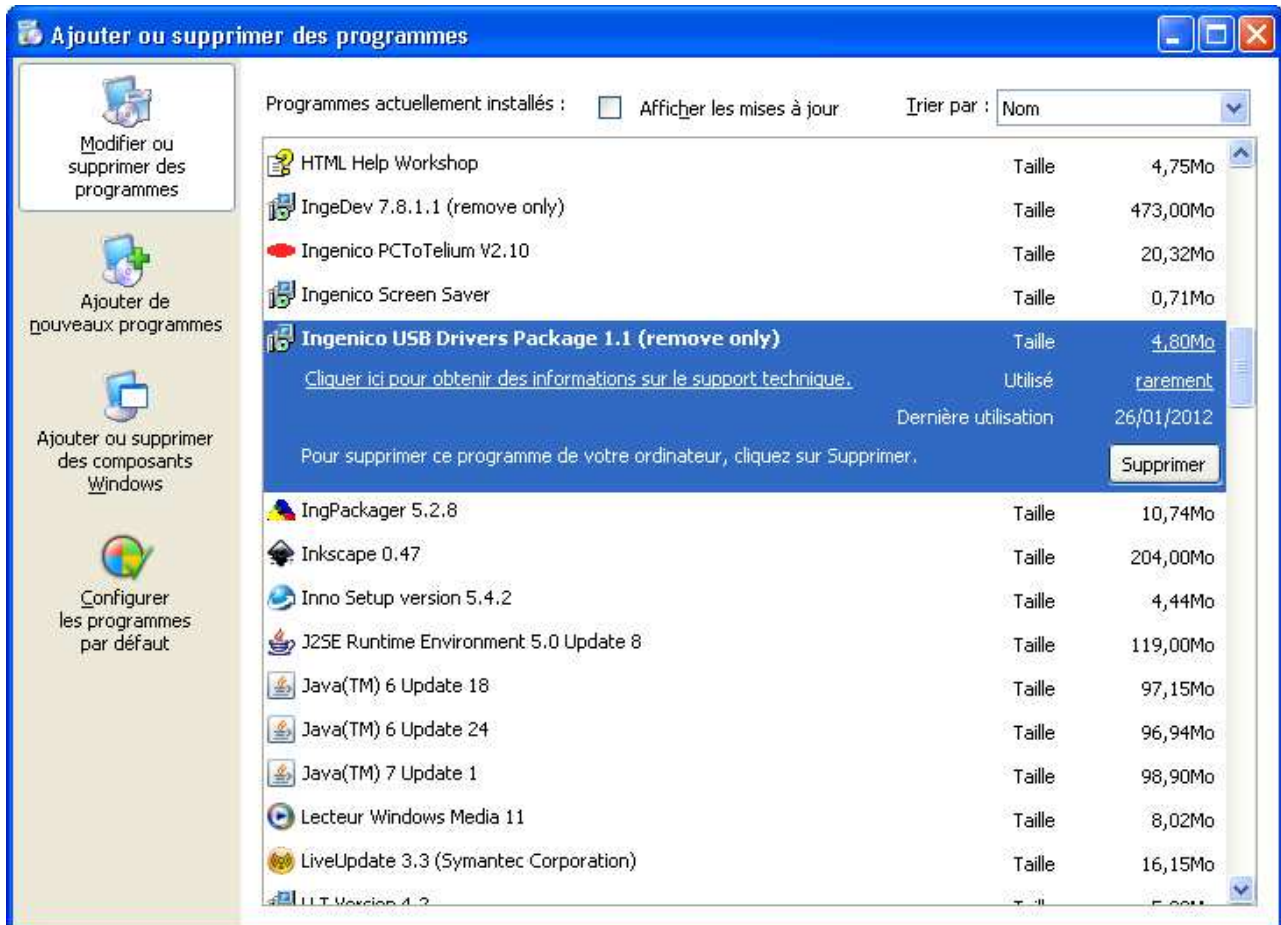 Ajouter ou supprimer des programmes
Modifier ou
supprimer des
programmes
Ajouter de
nouveaux programmes
Ajouter ou supprimer
des composants
Windows
Configurer
les programmes
par défaut
Programmes actuellement installés : Afficher les mises à jour Trier par : Nom
HTML Help Workshop Taille 4,75Mo
IngeDev 7.8.1.1 (remove only) Taille 473,00Mo
Ingenico PCToTelium V2.10 Taille 20,32Mo
Ingenico Screen Saver Taille 0,71Mo
Ingenico USB Drivers Package 1.1 (remove only) Taille 4,80Mo
Cliquer ici pour obtenir des informations sur le support technique. Utilisé rarement
Dernière utilisation 26/01/2012
Pour supprimer ce programme de votre ordinateur, cliquez sur Supprimer. Supprimer
IngPackager 5.2.8 Taille 10,74Mo
Inkscape 0.47 Taille 204,00Mo
Inno Setup version 5.4.2 Taille 4,44Mo
J2SE Runtime Environment 5.0 Update 8 Taille 119,00Mo
Java(TM) 6 Update 18 Taille 97,15Mo
Java(TM) 6 Update 24 Taille 96,94Mo
Java(TM) 7 Update 1 Taille 98,90Mo
Lecteur Windows Media 11 Taille 8,02Mo
LiveUpdate 3.3 (Symantec Corporation) Taille 16,15Mo